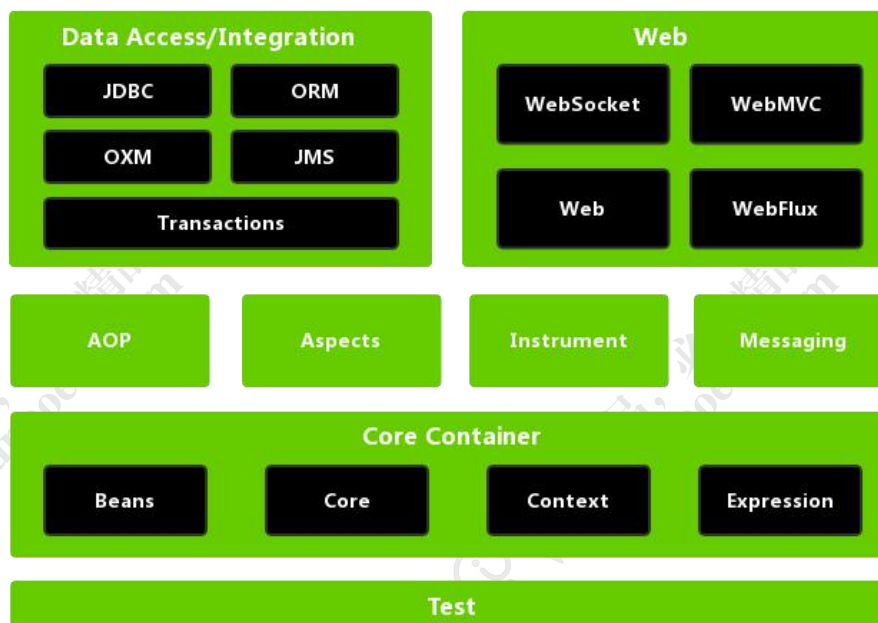 Data Access/Integration
JDBC
ORM
OXM
JMS
Transactions
Web
WebSocket
WebMVC
Web
WebFlux
AOP
Aspects
Instrument
Messaging
Core Container
Beans
Core
Context
Expression
Test